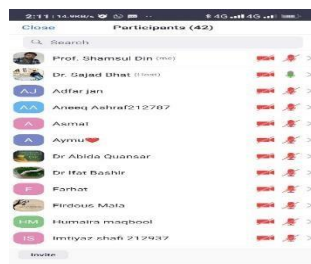 2:11 | 14.9KB/s
4G 4G
Close Participants (42)
Search
Prof. Shamsul Din (me)
Dr. Sajad Bhat (Host)
AJ Adfar jan
AA Aneeq Ashraf212787
A Asmat
A Aymu❤
Dr Abida Quansar
Dr Ifat Bashir
F Farhat
Firdous Mala
HM Humaira maqbool
IS Imtiyaz shafi 212937
Invite